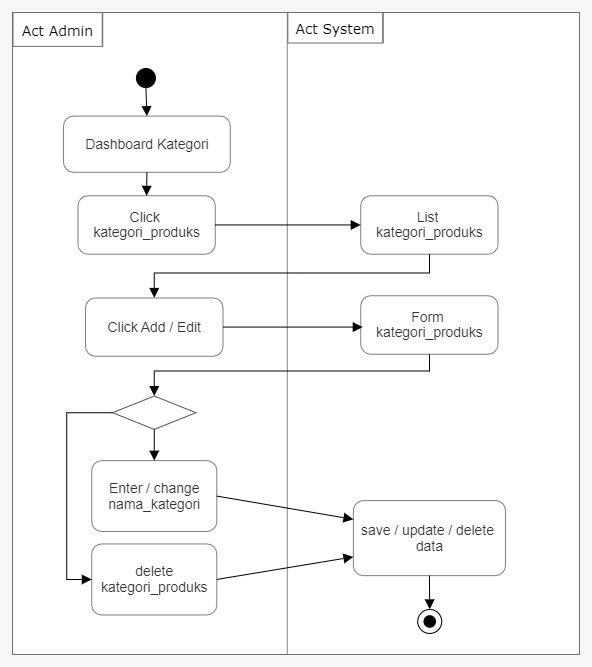 Act Admin
Act System
Dashboard Kategori
Click
kategori_produks
List
kategori_produks
Click Add / Edit
Form
kategori_produks
Enter / change
nama_kategori
save / update / delete
data
delete
kategori_produks